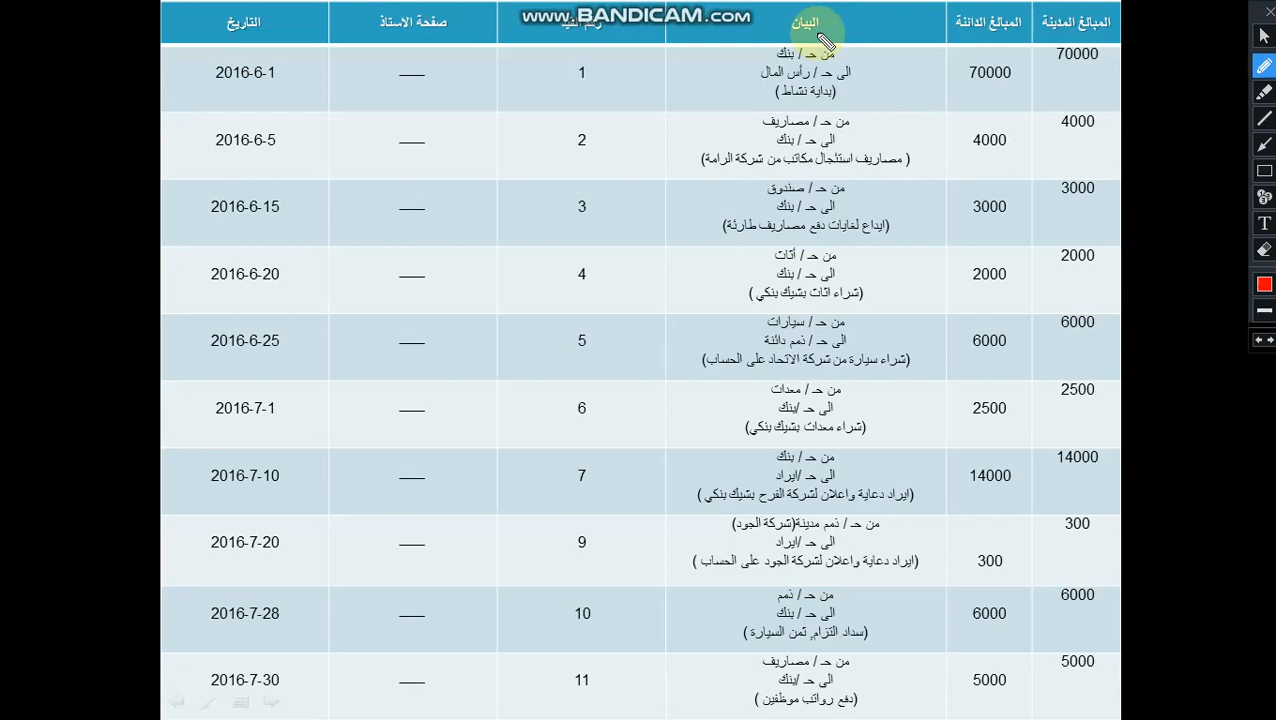 www.BANDICAM.com
المبالغ المدينة المبالغ الدائنة البيان رقم القيد صفحة الاستاذ التاريخ
70000 70000 من حـ / بنك 1 —— 2016-6-1
الى حـ / رأس المال
(بداية نشاط )
4000 4000 من حـ / مصاريف 2 —— 2016-6-5
الى حـ / بنك
( مصاريف استئجال مكاتب من شركة الرامة)
3000 3000 من حـ / صندوق 3 —— 2016-6-15
الى حـ / بنك
(ايداع لغايات دفع مصاريف طارئة)
2000 2000 من حـ / أثاث 4 —— 2016-6-20
الى حـ / بنك
(شراء اثاث بشيك بنكي )
6000 6000 من حـ / سيارات 5 —— 2016-6-25
الى حـ / ذمم دائنة
(شراء سيارة من شركة الاتحاد على الحساب)
2500 2500 من حـ / معدات 6 —— 2016-7-1
الى حـ /بنك
(شراء معدات بشيك بنكي)
14000 14000 من حـ / بنك 7 —— 2016-7-10
الى حـ /ايراد
(ايراد دعاية واعلان لشركة الفرح بشيك بنكي )
300 300 من حـ / ذمم مدينة(شركة الجود) 9 —— 2016-7-20
الى حـ /ايراد
(ايراد دعاية واعلان لشركة الجود على الحساب )
6000 6000 من حـ / ذمم 10 —— 2016-7-28
الى حـ / بنك
(سداد التزام, ثمن السيارة )
5000 5000 من حـ / مصاريف 11 —— 2016-7-30
الى حـ /بنك
(دفع رواتب موظفين )